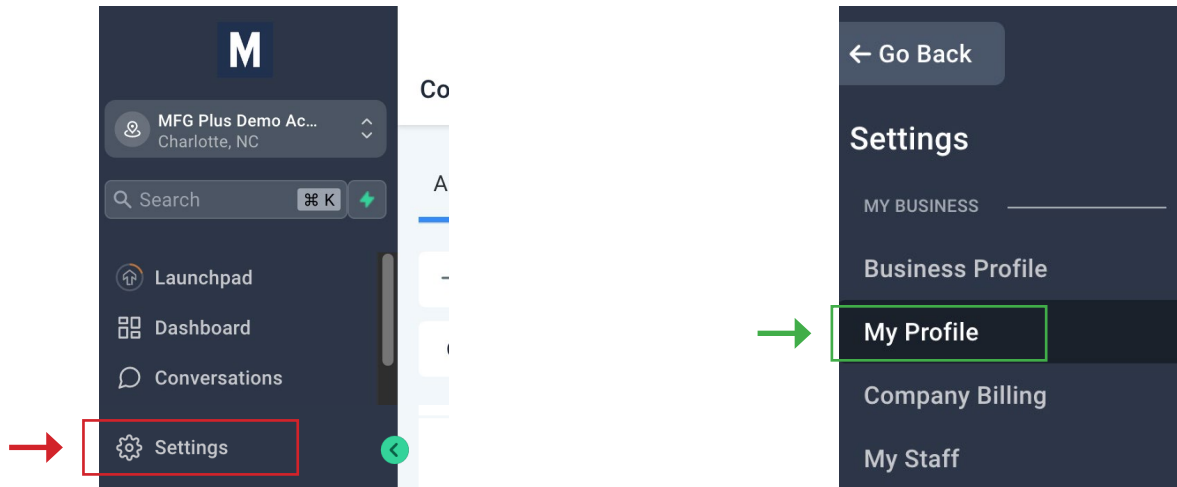 M
MFG Plus Demo Ac...
Charlotte, NC
Search ⌘ K
Launchpad
Dashboard
Conversations
Settings
Co
A
← Go Back
Settings
MY BUSINESS
Business Profile
My Profile
Company Billing
My Staff